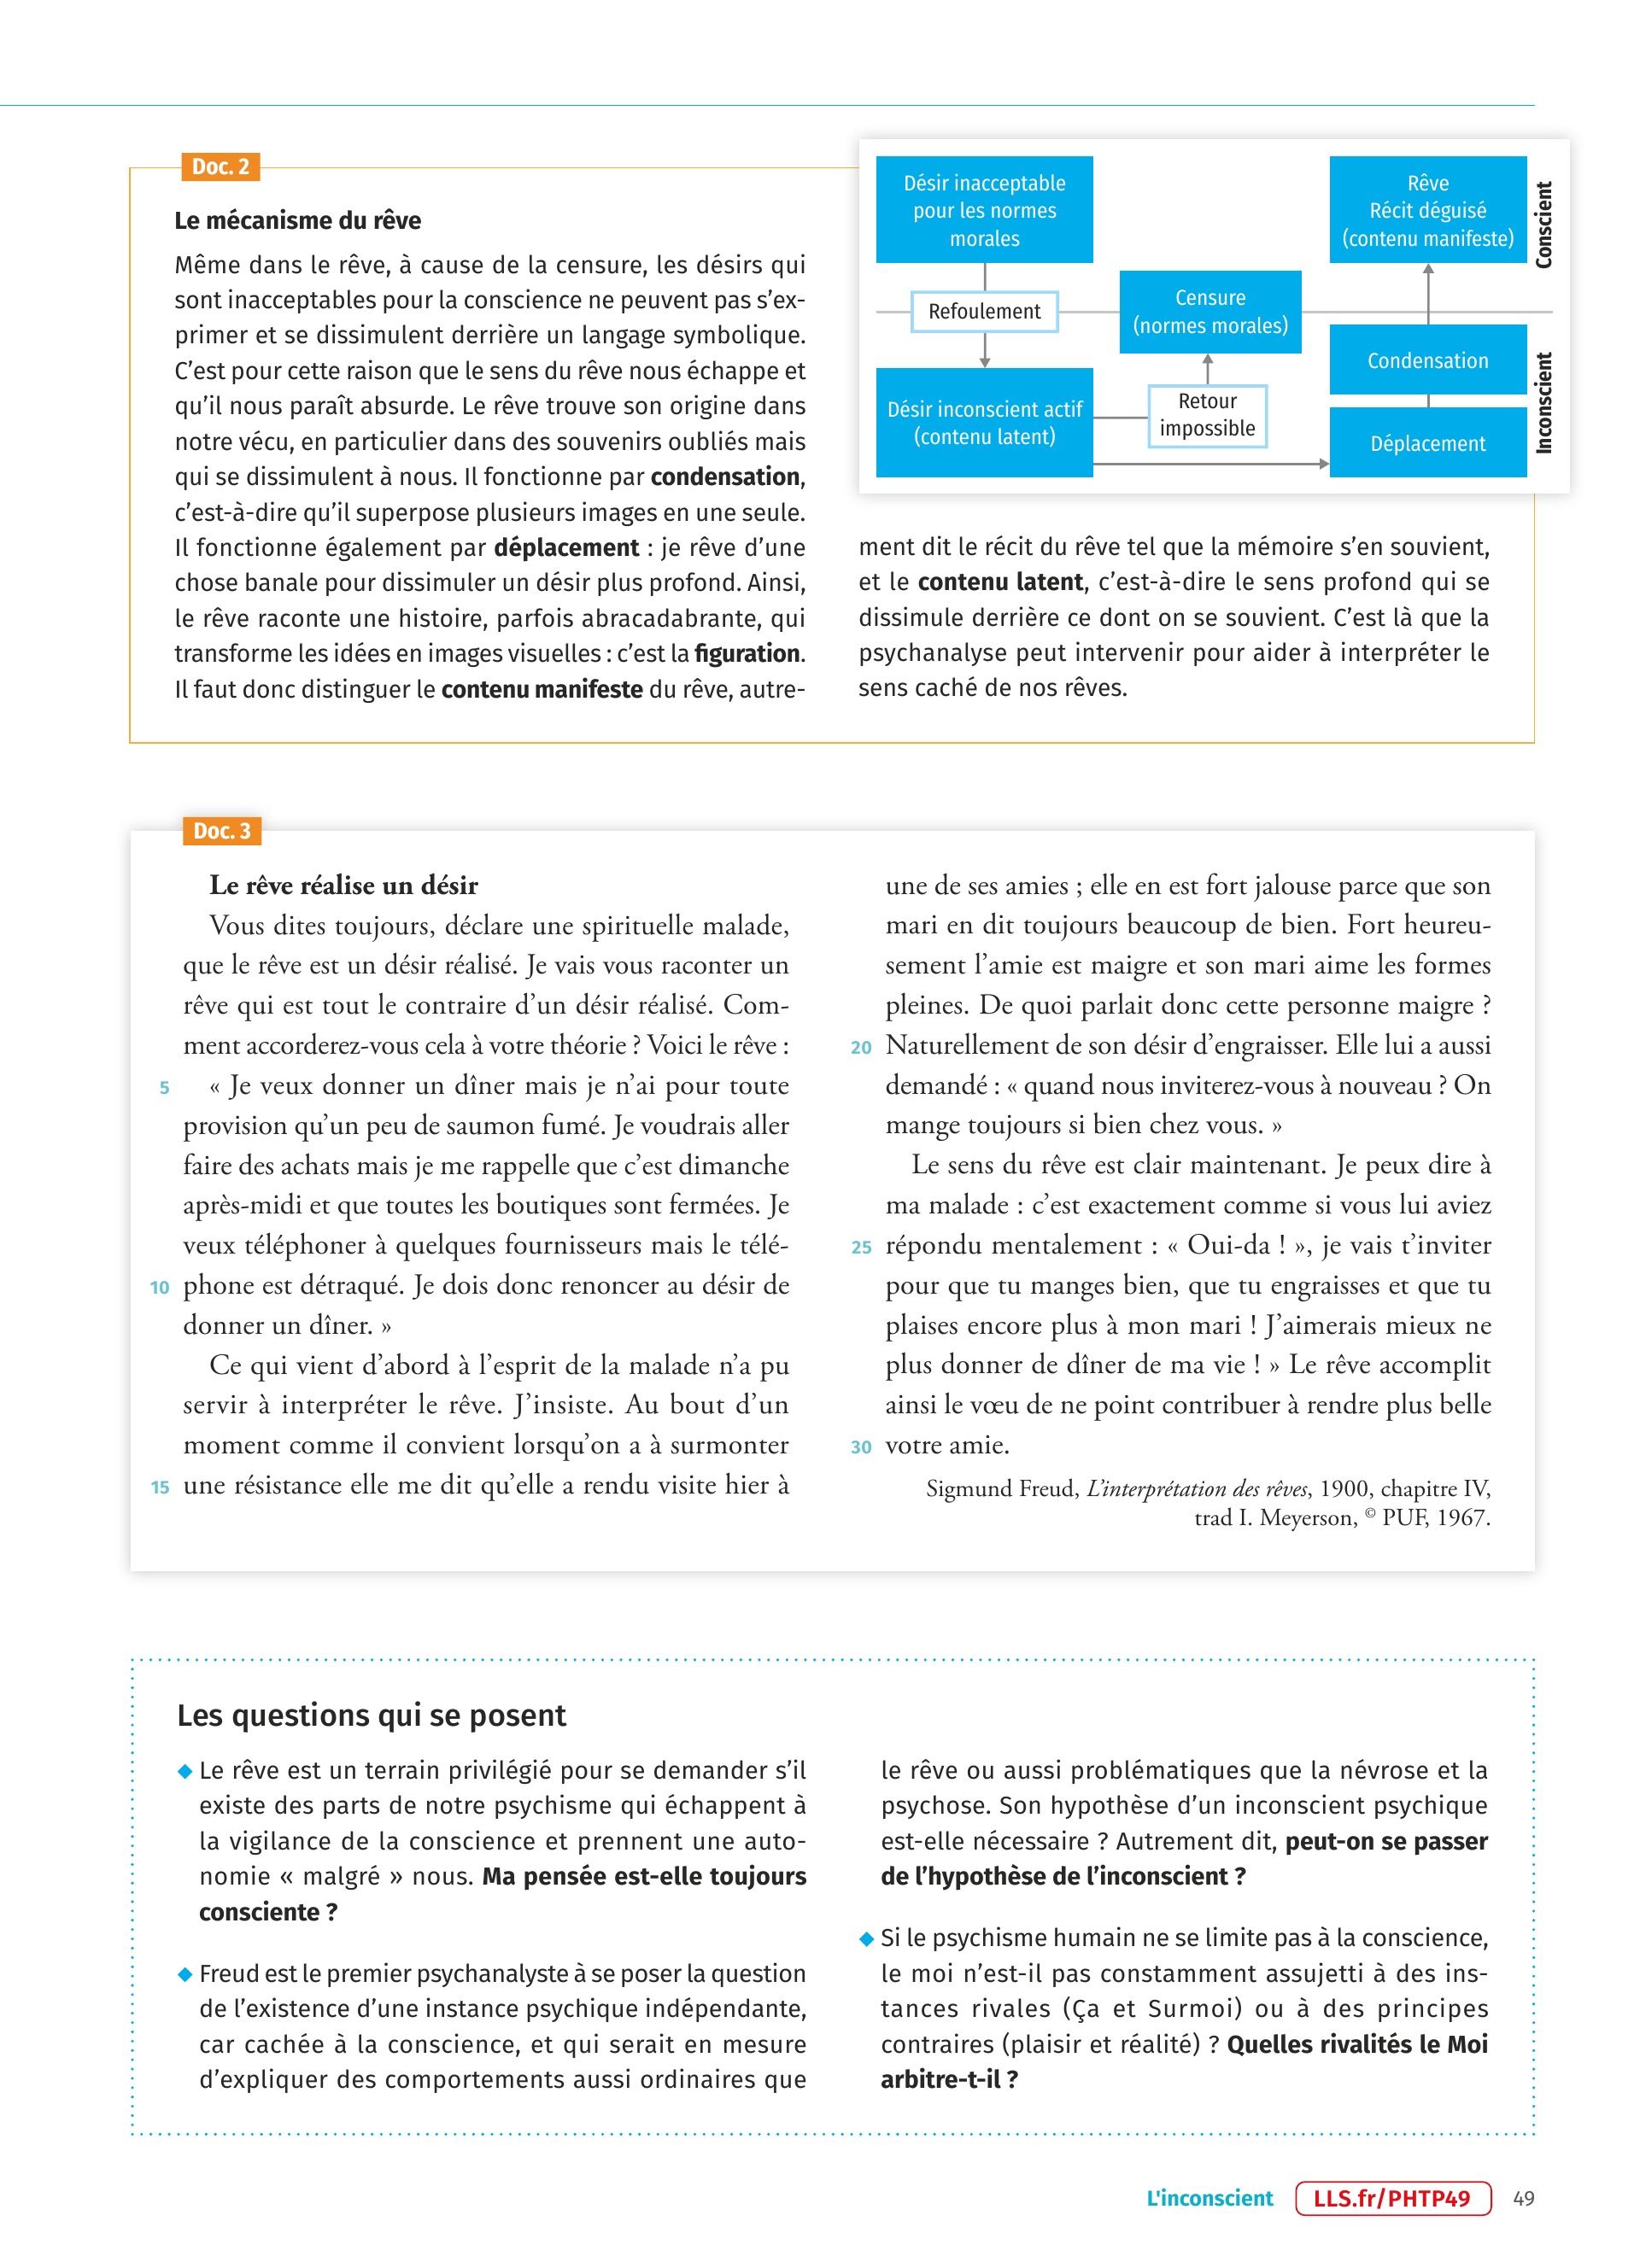 Doc. 2
Le mécanisme du rêve
Même dans le rêve, à cause de la censure, les désirs qui
sont inacceptables pour la conscience ne peuvent pas s’ex-
primer et se dissimulent derrière un langage symbolique.
C’est pour cette raison que le sens du rêve nous échappe et
qu’il nous paraît absurde. Le rêve trouve son origine dans
notre vécu, en particulier dans des souvenirs oubliés mais
qui se dissimulent à nous. Il fonctionne par condensation,
c’est-à-dire qu’il superpose plusieurs images en une seule.
Il fonctionne également par déplacement : je rêve d’une
chose banale pour dissimuler un désir plus profond. Ainsi,
le rêve raconte une histoire, parfois abracadabrante, qui
transforme les idées en images visuelles : c’est la figuration.
Il faut donc distinguer le contenu manifeste du rêve, autre-
Désir inacceptable
pour les normes
morales
Refoulement
Désir inconscient actif
(contenu latent)
Censure
(normes morales)
Retour
impossible
Rêve
Récit déguisé
(contenu manifeste)
Condensation
Déplacement
Conscient
Inconscient
ment dit le récit du rêve tel que la mémoire s’en souvient,
et le contenu latent, c’est-à-dire le sens profond qui se
dissimule derrière ce dont on se souvient. C’est là que la
psychanalyse peut intervenir pour aider à interpréter le
sens caché de nos rêves.
Doc. 3
Le rêve réalise un désir
Vous dites toujours, déclare une spirituelle malade,
que le rêve est un désir réalisé. Je vais vous raconter un
rêve qui est tout le contraire d’un désir réalisé. Com-
ment accorderez-vous cela à votre théorie ? Voici le rêve :
5 « Je veux donner un dîner mais je n’ai pour toute
provision qu’un peu de saumon fumé. Je voudrais aller
faire des achats mais je me rappelle que c’est dimanche
après-midi et que toutes les boutiques sont fermées. Je
veux téléphoner à quelques fournisseurs mais le télé-
10 phone est détraqué. Je dois donc renoncer au désir de
donner un dîner. »
Ce qui vient d’abord à l’esprit de la malade n’a pu
servir à interpréter le rêve. J’insiste. Au bout d’un
moment comme il convient lorsqu’on a à surmonter
15 une résistance elle me dit qu’elle a rendu visite hier à
une de ses amies ; elle en est fort jalouse parce que son
mari en dit toujours beaucoup de bien. Fort heureu-
sement l’amie est maigre et son mari aime les formes
pleines. De quoi parlait donc cette personne maigre ?
20 Naturellement de son désir d’engraisser. Elle lui a aussi
demandé : « quand nous inviterez-vous à nouveau ? On
mange toujours si bien chez vous. »
Le sens du rêve est clair maintenant. Je peux dire à
ma malade : c’est exactement comme si vous lui aviez
25 répondu mentalement : « Oui-da ! », je vais t’inviter
pour que tu manges bien, que tu engraisses et que tu
plaises encore plus à mon mari ! J’aimerais mieux ne
plus donner de dîner de ma vie ! » Le rêve accomplit
ainsi le vœu de ne point contribuer à rendre plus belle
30 votre amie.
Sigmund Freud, L’interprétation des rêves, 1900, chapitre IV,
trad I. Meyerson, © PUF, 1967.
Les questions qui se posent
◆ Le rêve est un terrain privilégié pour se demander s’il
existe des parts de notre psychisme qui échappent à
la vigilance de la conscience et prennent une auto-
nomie « malgré » nous. Ma pensée est-elle toujours
consciente ?
◆ Freud est le premier psychanalyste à se poser la question
de l’existence d’une instance psychique indépendante,
car cachée à la conscience, et qui serait en mesure
d’expliquer des comportements aussi ordinaires que
le rêve ou aussi problématiques que la névrose et la
psychose. Son hypothèse d’un inconscient psychique
est-elle nécessaire ? Autrement dit, peut-on se passer
de l’hypothèse de l’inconscient ?
◆ Si le psychisme humain ne se limite pas à la conscience,
le moi n’est-il pas constamment assujetti à des ins-
tances rivales (Ça et Surmoi) ou à des principes
contraires (plaisir et réalité) ? Quelles rivalités le Moi
arbitre-t-il ?
L'inconscient LLS.fr/PHTP49 49